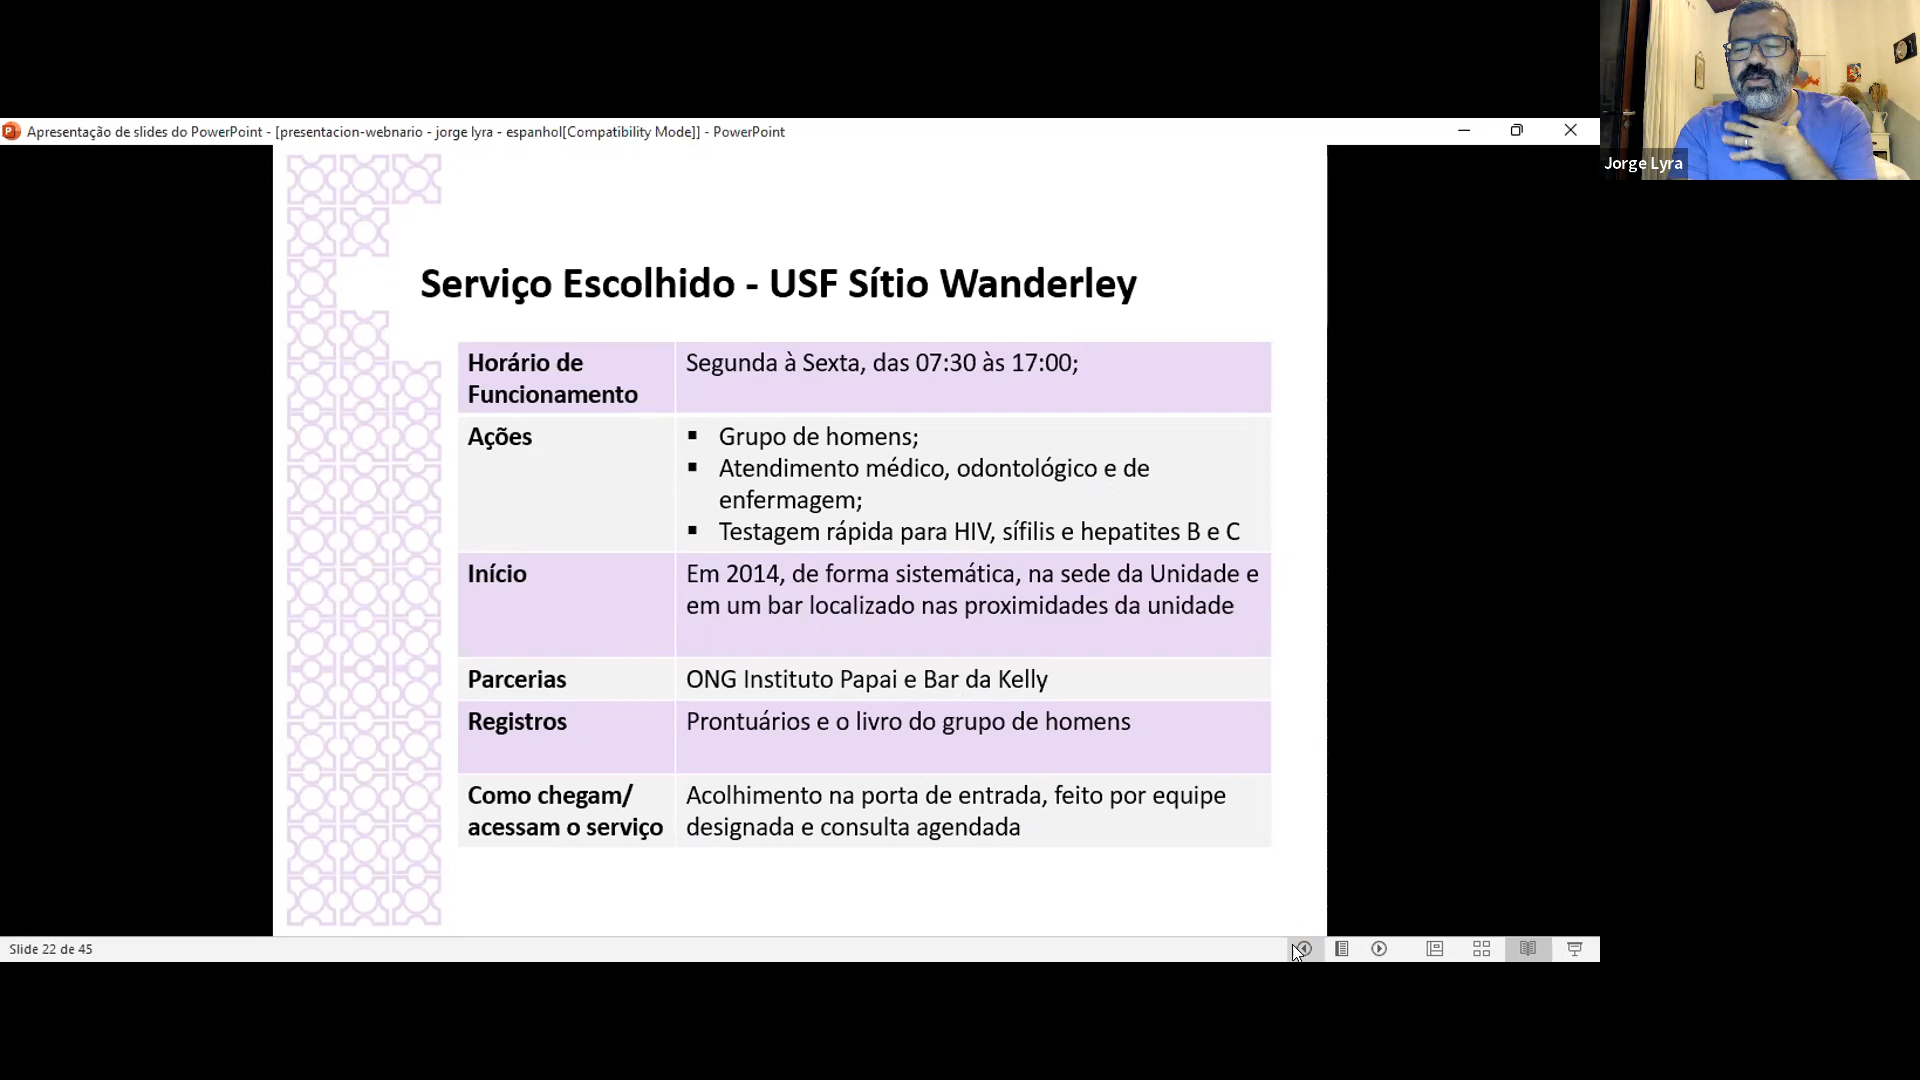 Apresentação de slides do PowerPoint - [presentacion-webnario - jorge lyra - espanhol[Compatibility Mode]] - PowerPoint
Jorge Lyra
Serviço Escolhido - USF Sítio Wanderley
Horário de
Funcionamento
Segunda à Sexta, das 07:30 às 17:00;
Ações
▪ Grupo de homens;
▪ Atendimento médico, odontológico e de
enfermagem;
▪ Testagem rápida para HIV, sífilis e hepatites B e C
Início
Em 2014, de forma sistemática, na sede da Unidade e
em um bar localizado nas proximidades da unidade
Parcerias
ONG Instituto Papai e Bar da Kelly
Registros
Prontuários e o livro do grupo de homens
Como chegam/
acessam o serviço
Acolhimento na porta de entrada, feito por equipe
designada e consulta agendada
Slide 22 de 45